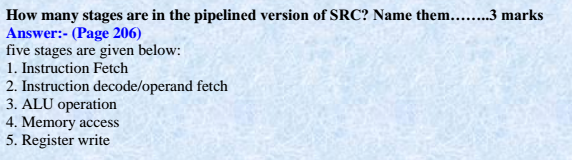 How many stages are in the pipelined version of SRC? Name them……..3 marks
Answer:- (Page 206)
five stages are given below:
1. Instruction Fetch
2. Instruction decode/operand fetch
3. ALU operation
4. Memory access
5. Register write